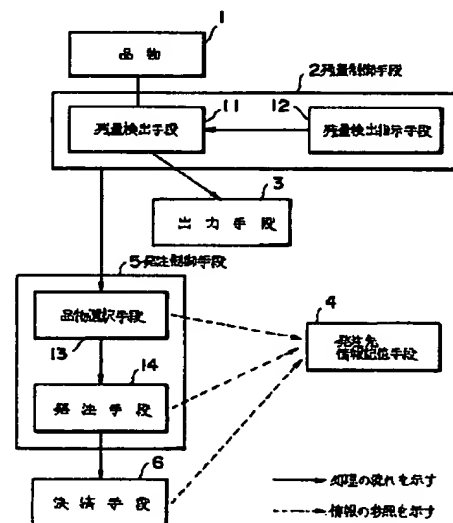 1
品物
2残量制御手段
11
残量検出手段
12
残量検出指示手段
3
出力手段
5発注制御手段
品物選択手段
13
4
発注先
情報記憶手段
14
発注手段
6
決済手段
処理の流れを示す
情報の参照を示す